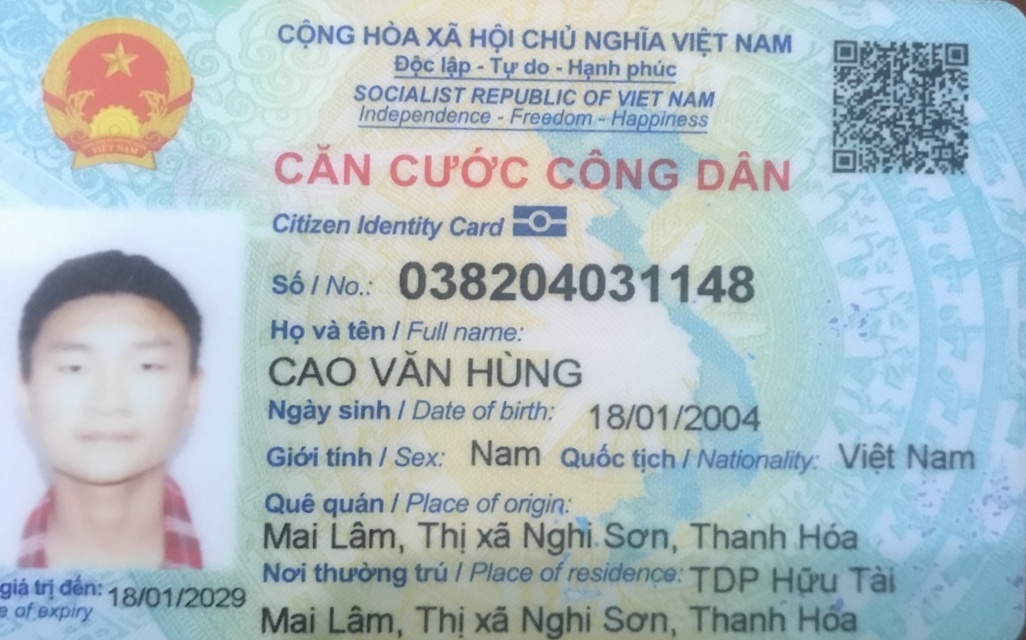 CỘNG HÒA XÃ HỘI CHỦ NGHĨA VIỆT NAM
Độc lập - Tự do - Hạnh phúc
SOCIALIST REPUBLIC OF VIET NAM
Independence - Freedom - Happiness
VIỆT NAM
CĂN CƯỚC CÔNG DÂN
Citizen Identity Card
Số / No.: 038204031148
Họ và tên / Full name:
CAO VĂN HÙNG
Ngày sinh / Date of birth: 18/01/2004
Giới tính / Sex: Nam Quốc tịch / Nationality: Việt Nam
Quê quán / Place of origin:
Mai Lâm, Thị xã Nghi Sơn, Thanh Hóa
Nơi thường trú / Place of residence: TDP Hữu Tài
Mai Lâm, Thị xã Nghi Sơn, Thanh Hóa
giá trị đến: 18/01/2029
e of expiry